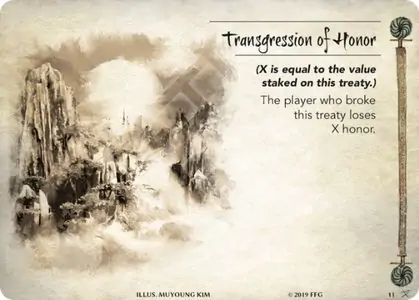 Transgression of Honor
(X is equal to the value
staked on this treaty.)
The player who broke
this treaty loses
X honor.
ILLUS. MUYOUNG KIM © 2019 FFG